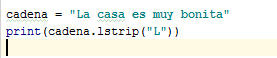 cadena = "La casa es muy bonita"
print(cadena.lstrip("L"))